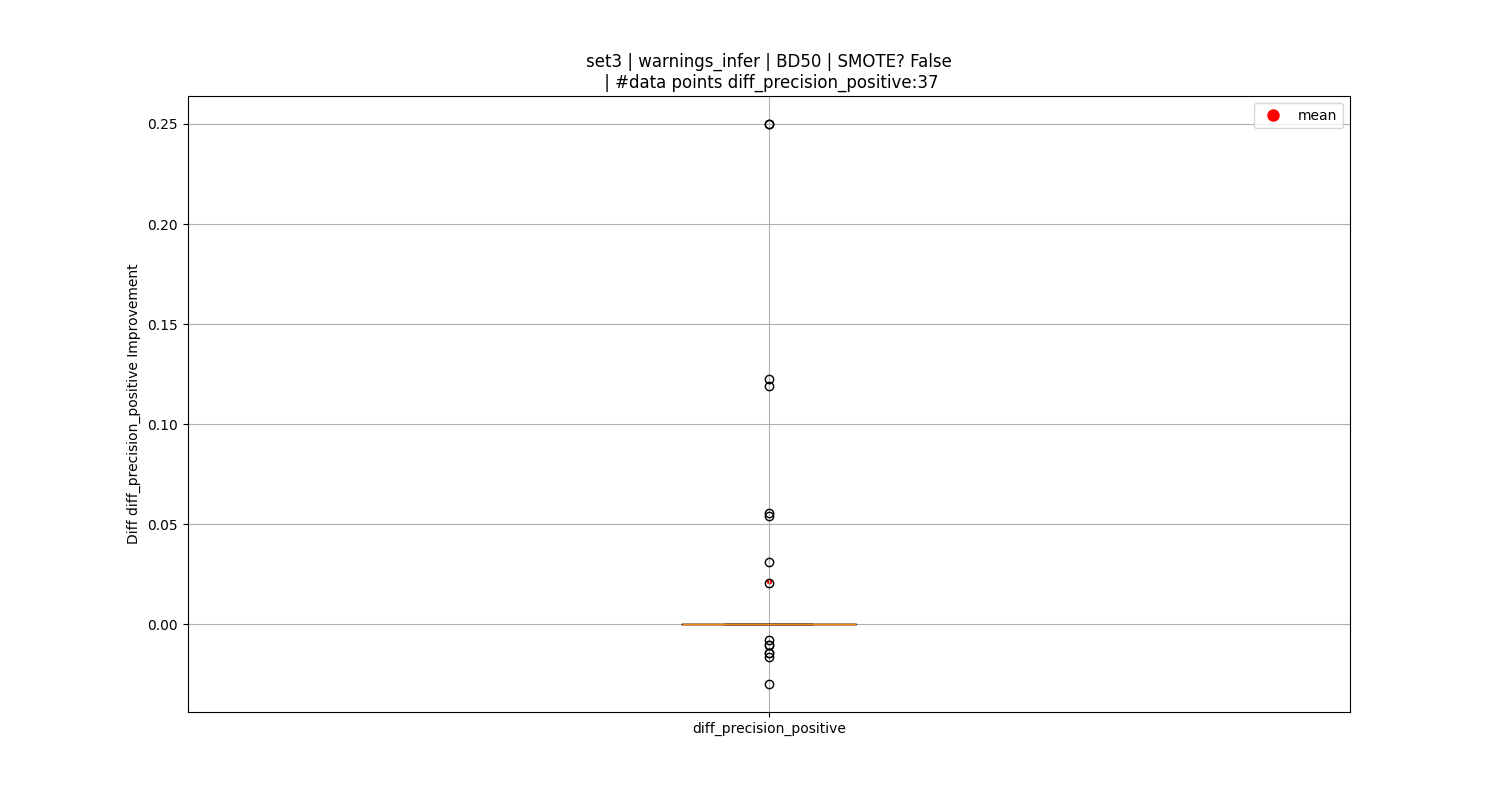 set3 | warnings_infer | BD50 | SMOTE? False
| #data points diff_precision_positive:37
mean
0.25
0.20
0.15
0.10
0.05
0.00
Diff diff_precision_positive Improvement
diff_precision_positive